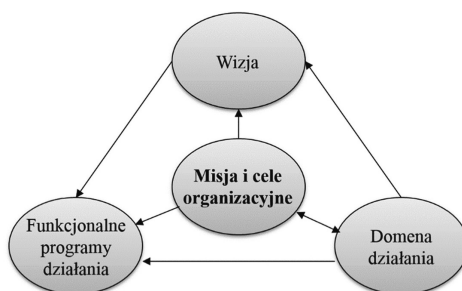 Wizja
Misja i cele
organizacyjne
Funkcjonalne
programy
działania
Domena
działania